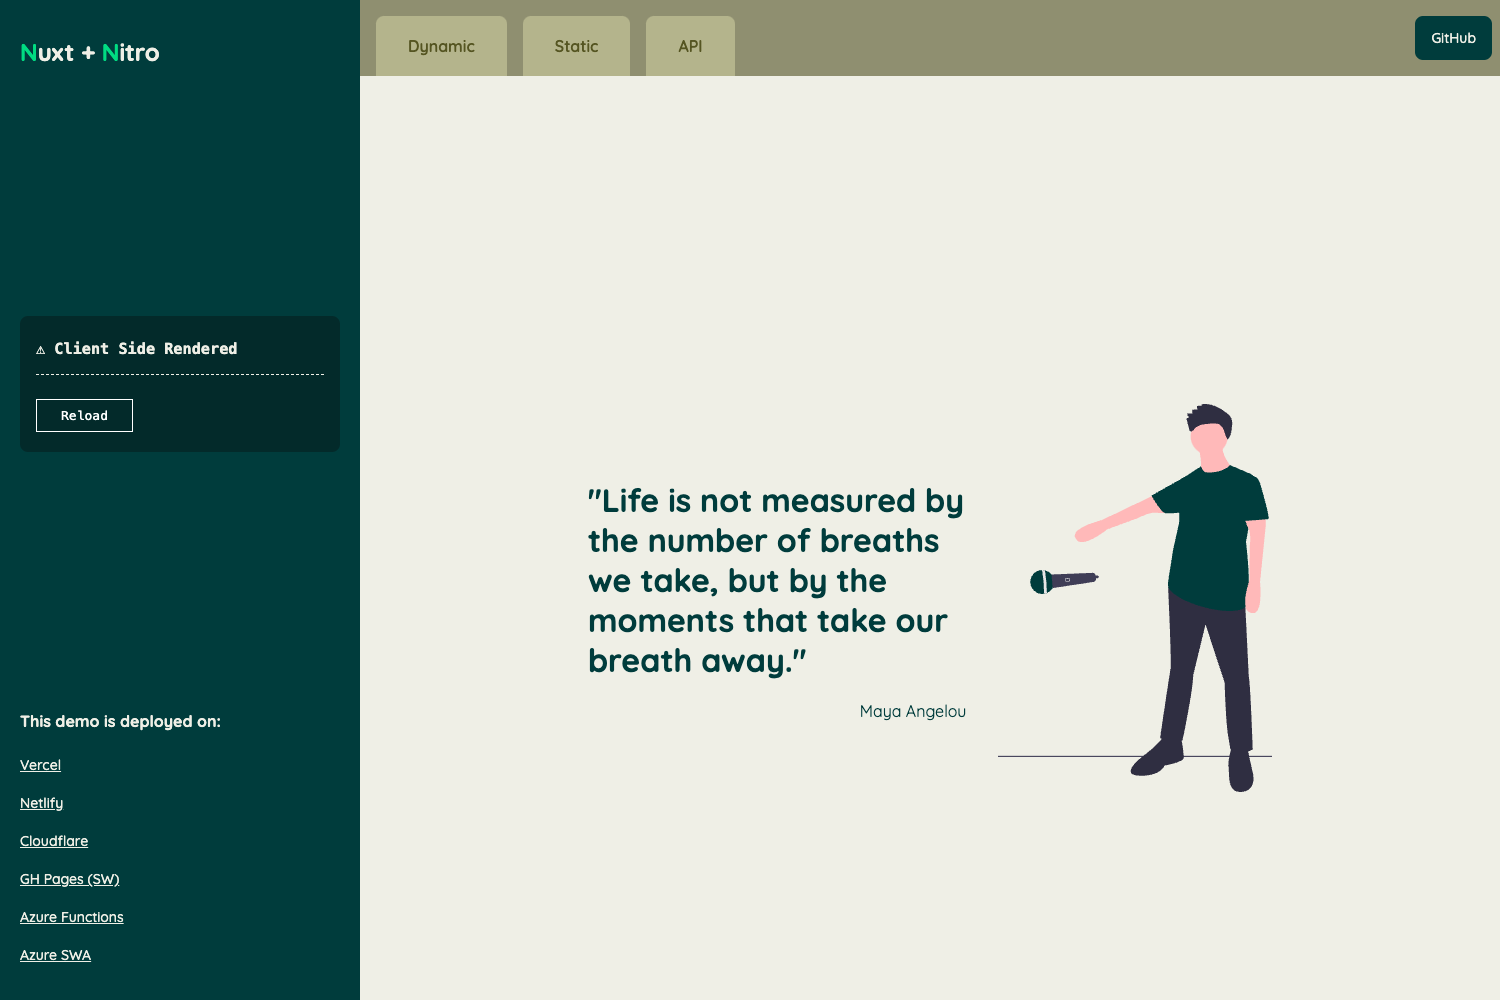 Nuxt + Nitro
Dynamic
Static
API
GitHub
⚠ Client Side Rendered
Reload
"Life is not measured by
the number of breaths
we take, but by the
moments that take our
breath away."
Maya Angelou
This demo is deployed on:
Vercel
Netlify
Cloudflare
GH Pages (SW)
Azure Functions
Azure SWA